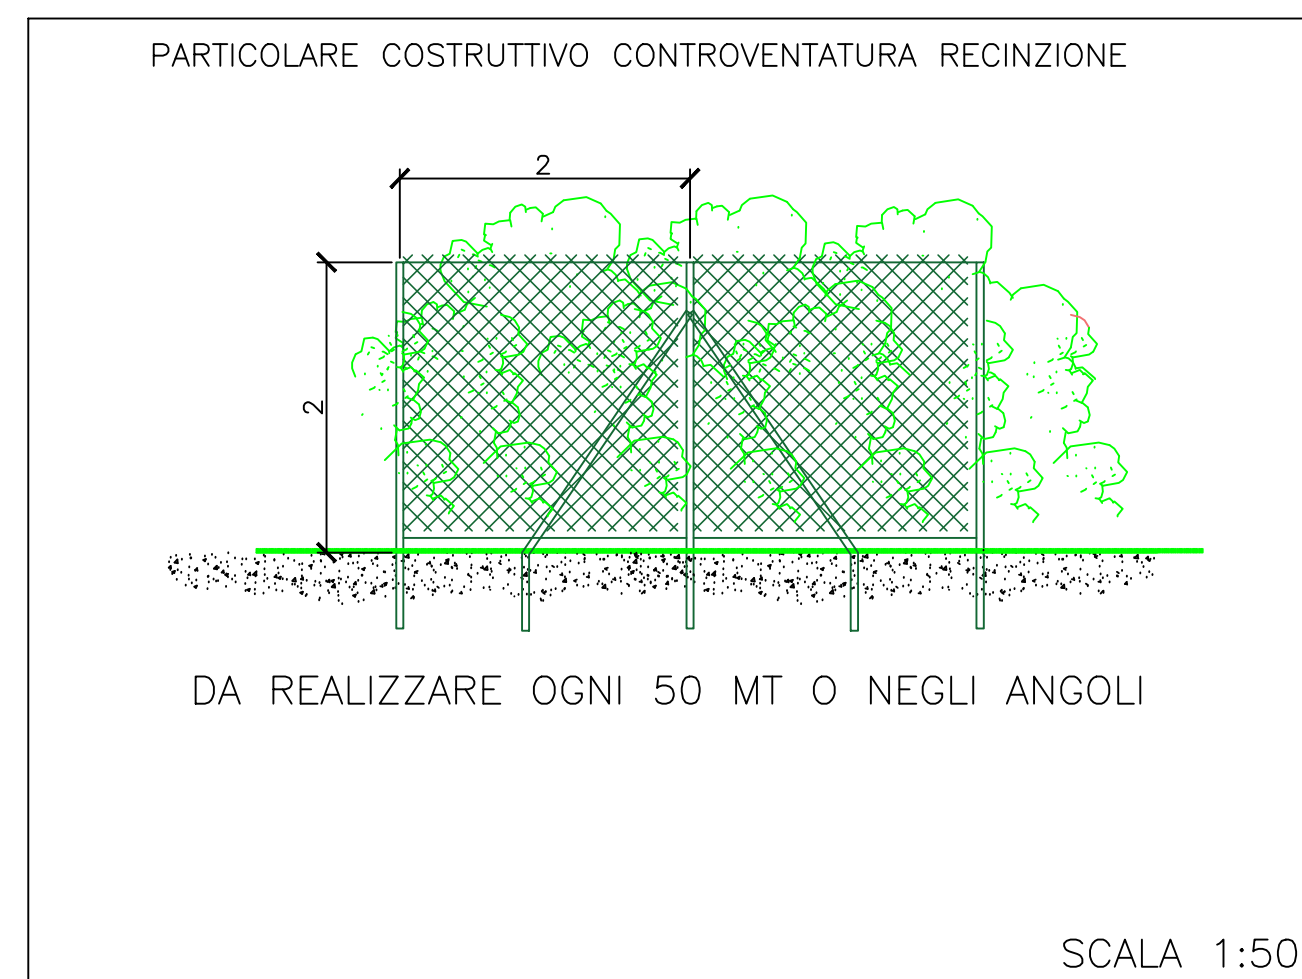 PARTICOLARE COSTRUTTIVO CONTROVENTATURA RECINZIONE
2
2
DA REALIZZARE OGNI 50 MT O NEGLI ANGOLI
SCALA 1:50